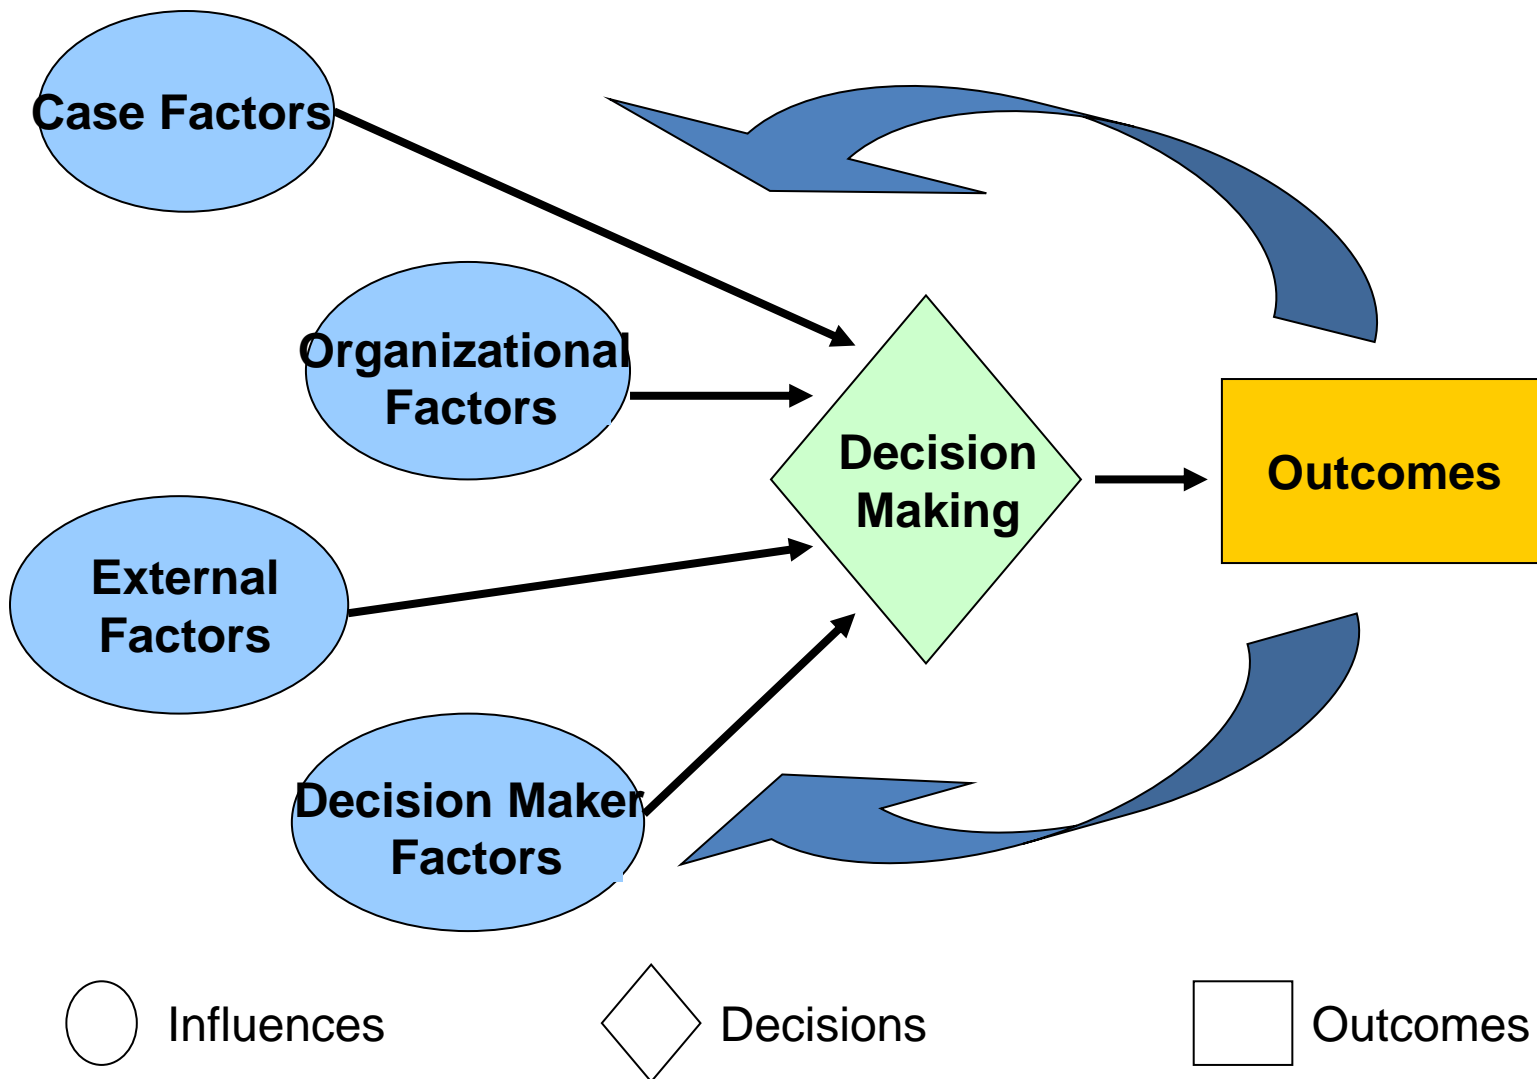 Case Factors
Organizational
Factors
Decision
Making
Outcomes
External
Factors
Decision Maker
Factors
Influences
Decisions
Outcomes